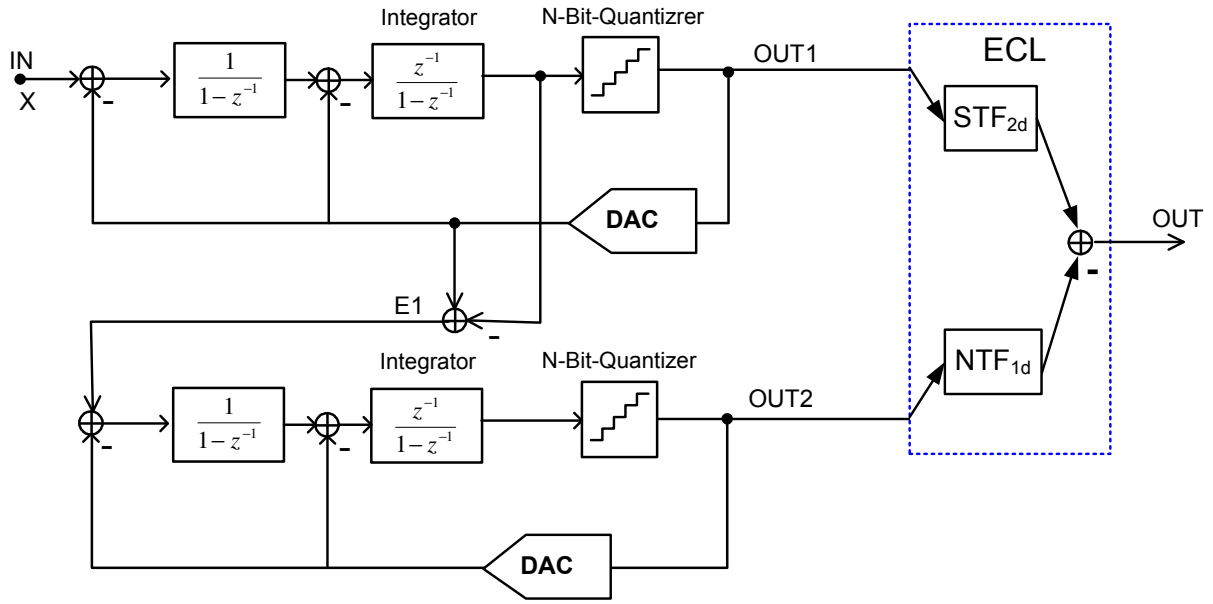 Integrator
N-Bit-Quantizrer
IN
X
-
1
1-z⁻¹
-
z⁻¹
1-z⁻¹
OUT1
ECL
STF₂d
DAC
OUT
-
E1
-
Integrator
N-Bit-Quantizer
NTF₁d
-
1
1-z⁻¹
-
z⁻¹
1-z⁻¹
OUT2
DAC